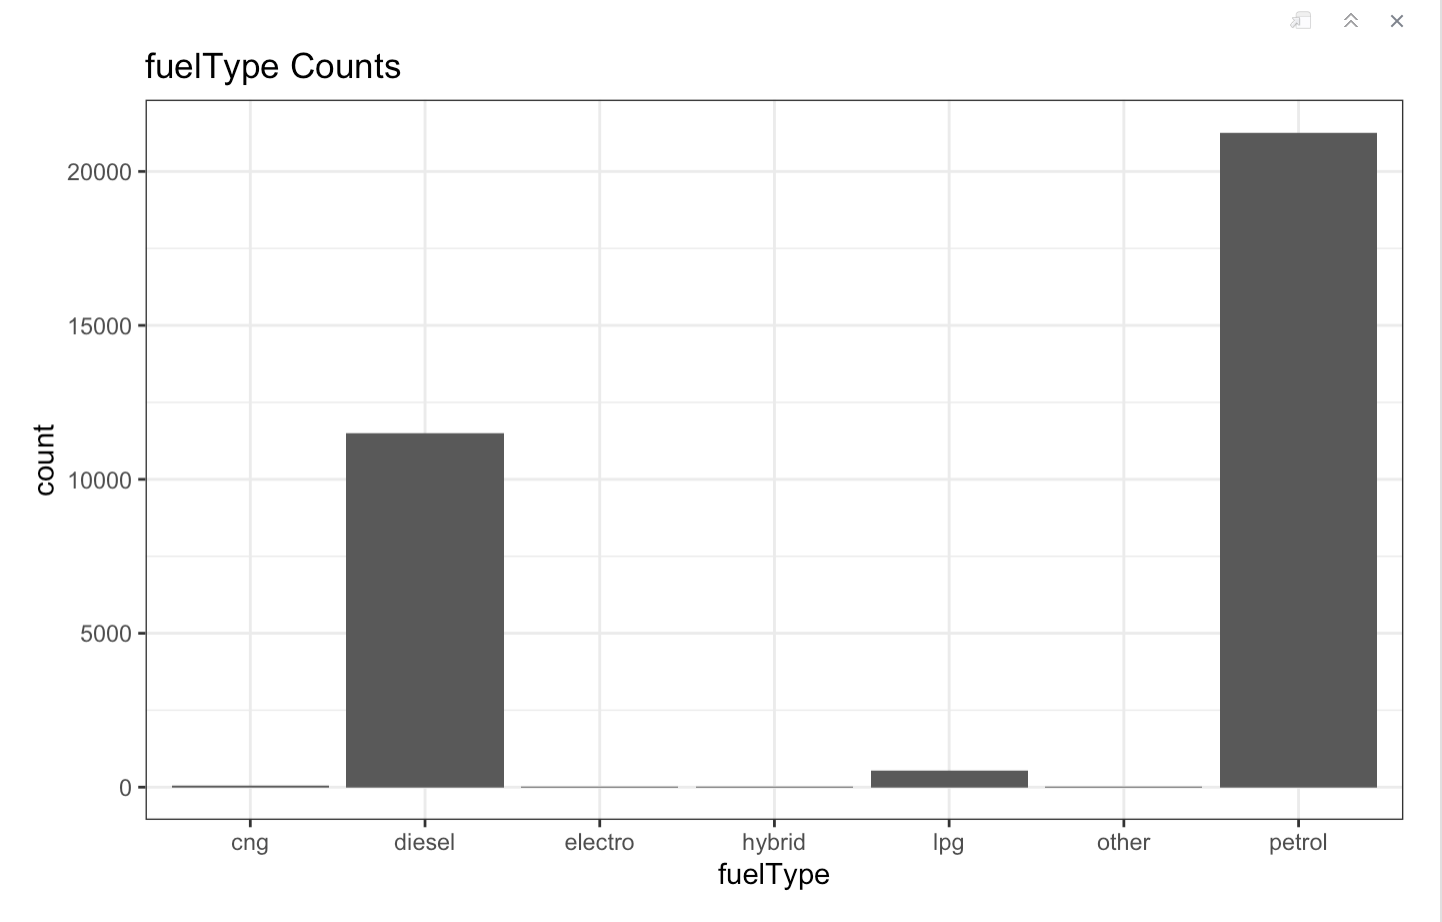 fuelType Counts
20000
15000
10000
5000
0
count
cng diesel electro hybrid lpg other petrol
fuelType